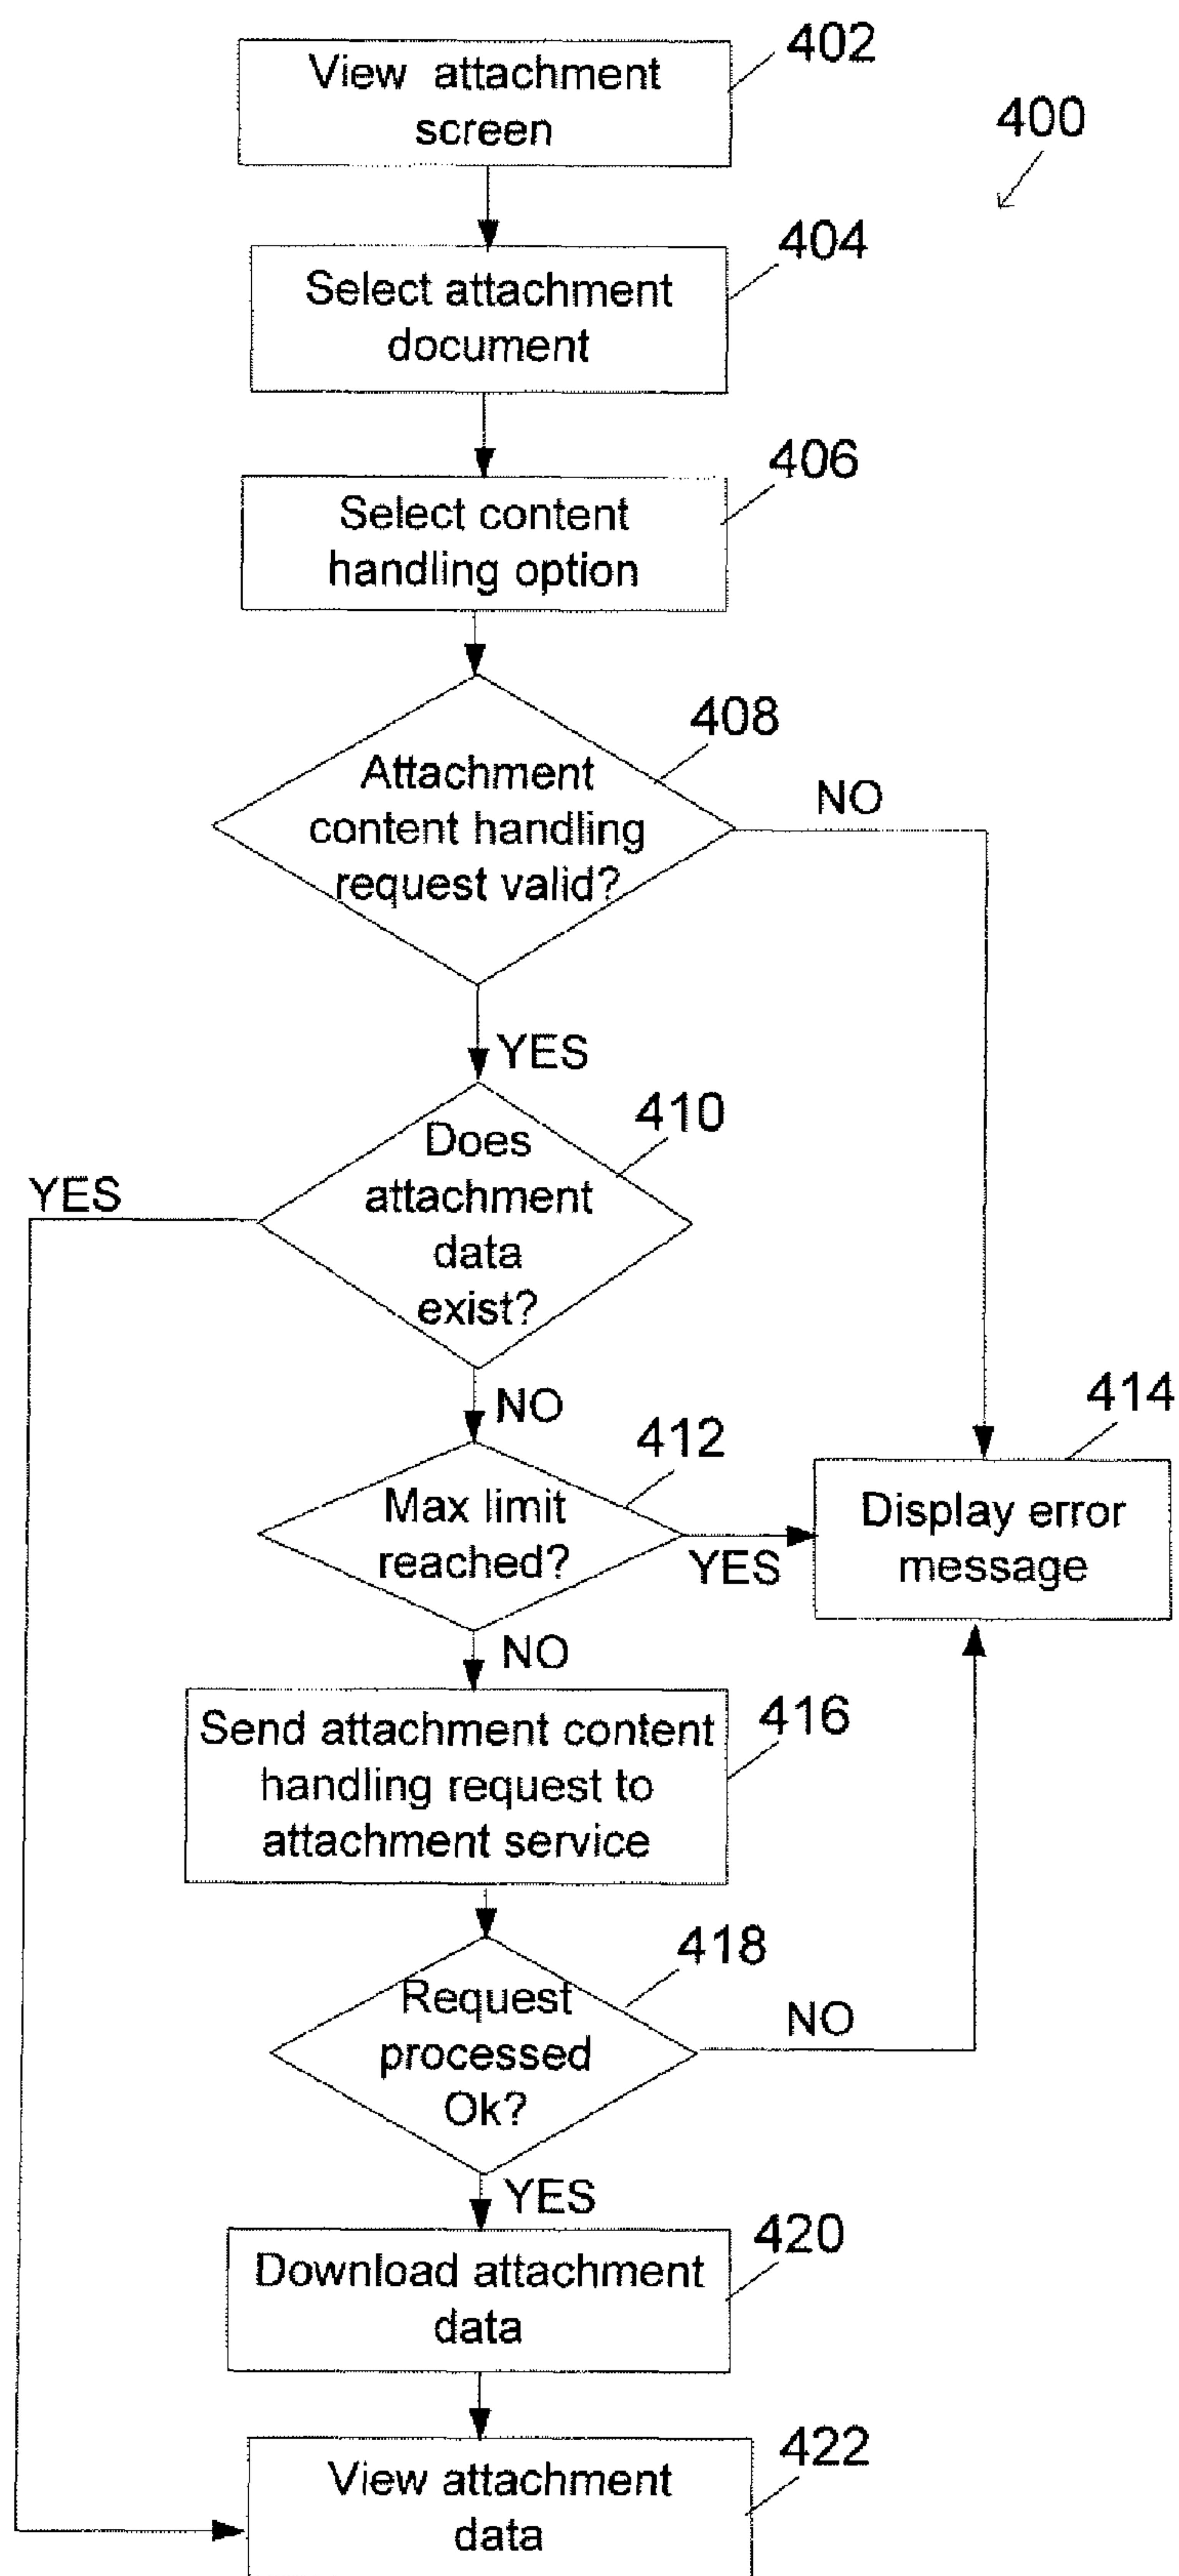 402
View attachment
screen
400
404
Select attachment
document
406
Select content
handling option
408
Attachment
content handling
request valid?
NO
YES
410
Does
attachment
data
exist?
YES
NO
412
Max limit
reached?
YES
414
Display error
message
NO
416
Send attachment content
handling request to
attachment service
418
Request
processed
Ok?
NO
YES
420
Download attachment
data
422
View attachment
data